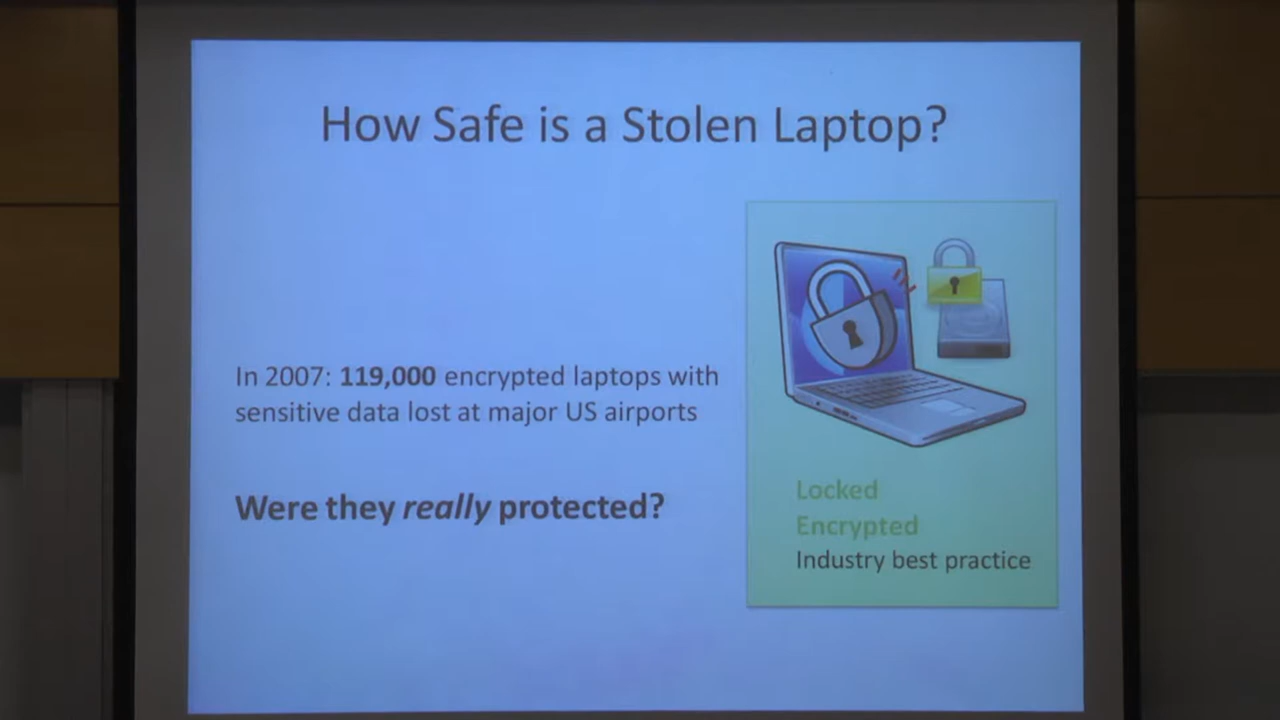 How Safe is a Stolen Laptop?
In 2007: 119,000 encrypted laptops with
sensitive data lost at major US airports
Were they really protected?
Locked
Encrypted
Industry best practice